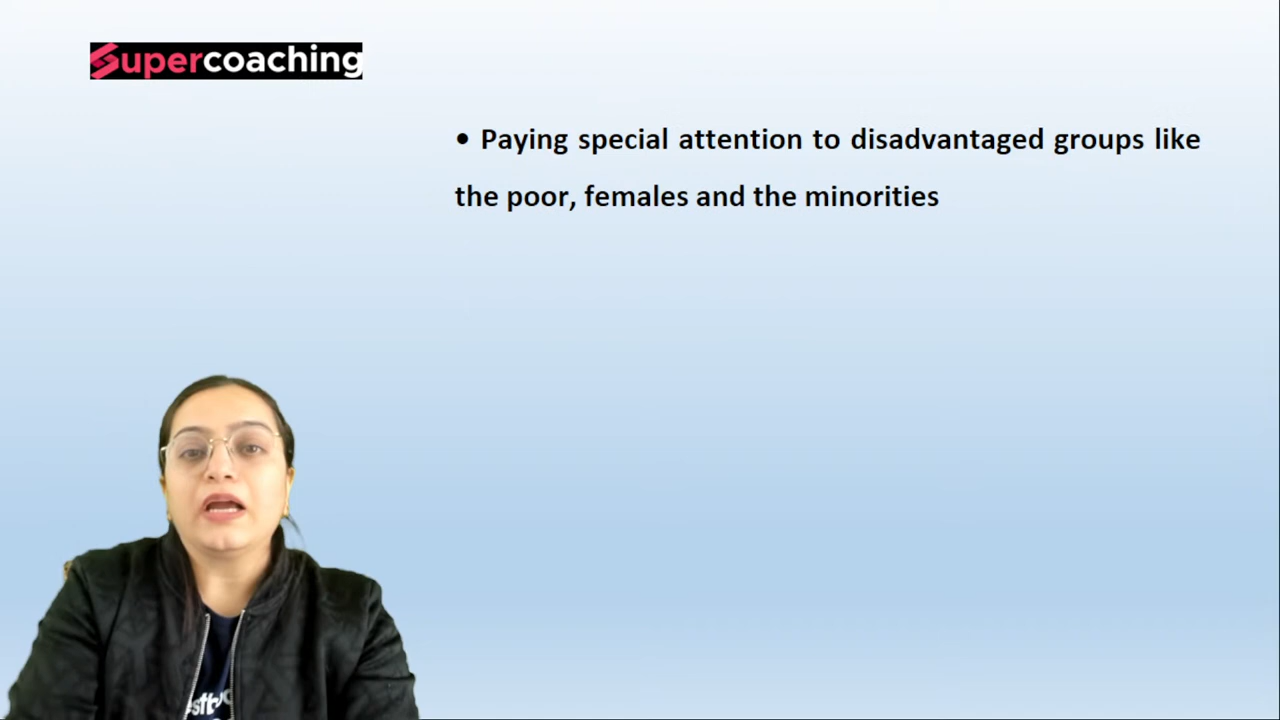 Supercoaching
• Paying special attention to disadvantaged groups like
the poor, females and the minorities